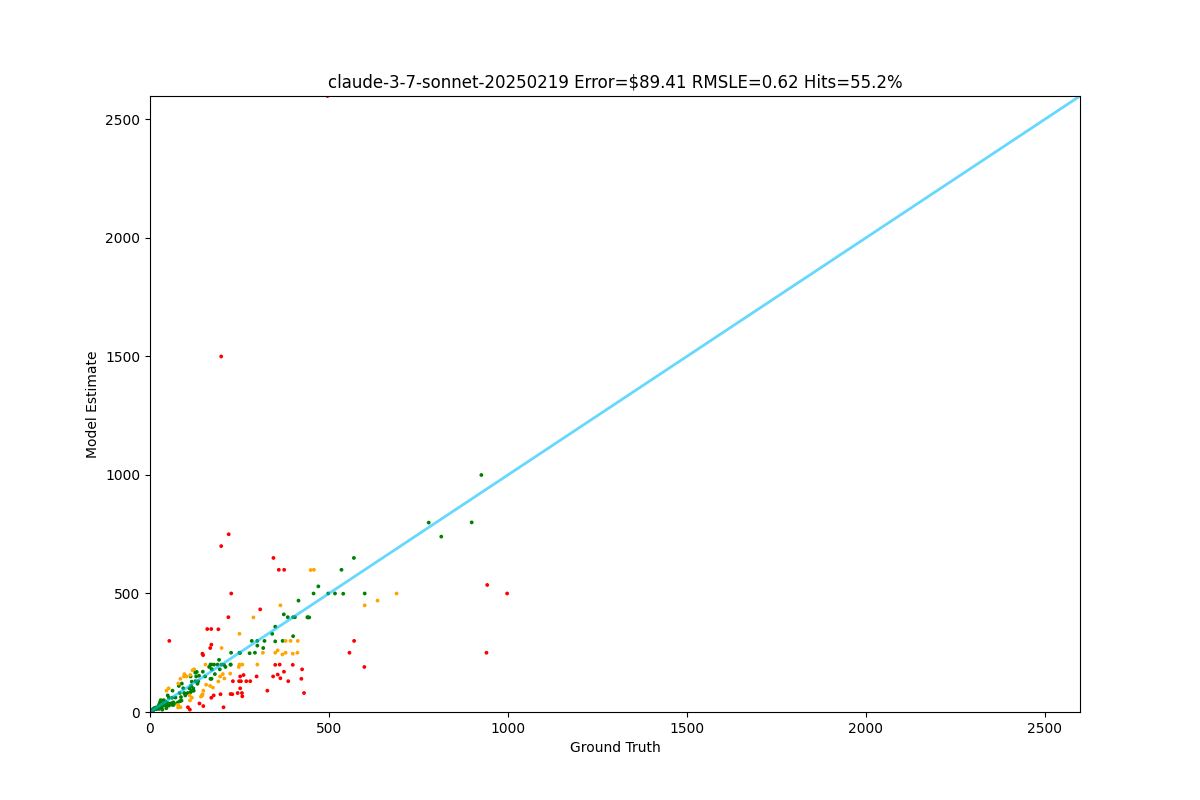 claude-3-7-sonnet-20250219 Error=$89.41 RMSLE=0.62 Hits=55.2%
2500
2000
1500
1000
500
0
Model Estimate
0 500 1000 1500 2000 2500
Ground Truth